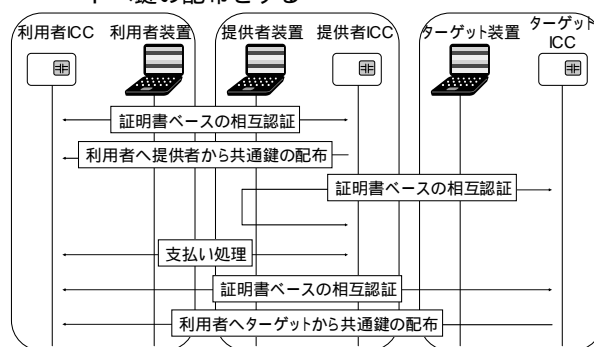 へ鍵の配布をする
利用者ICC 利用者装置 提供者装置 提供者ICC ターゲット装置 ターゲット
ICC
証明書ベースの相互認証
利用者へ提供者から共通鍵の配布
証明書ベースの相互認証
支払い処理
証明書ベースの相互認証
利用者へターゲットから共通鍵の配布